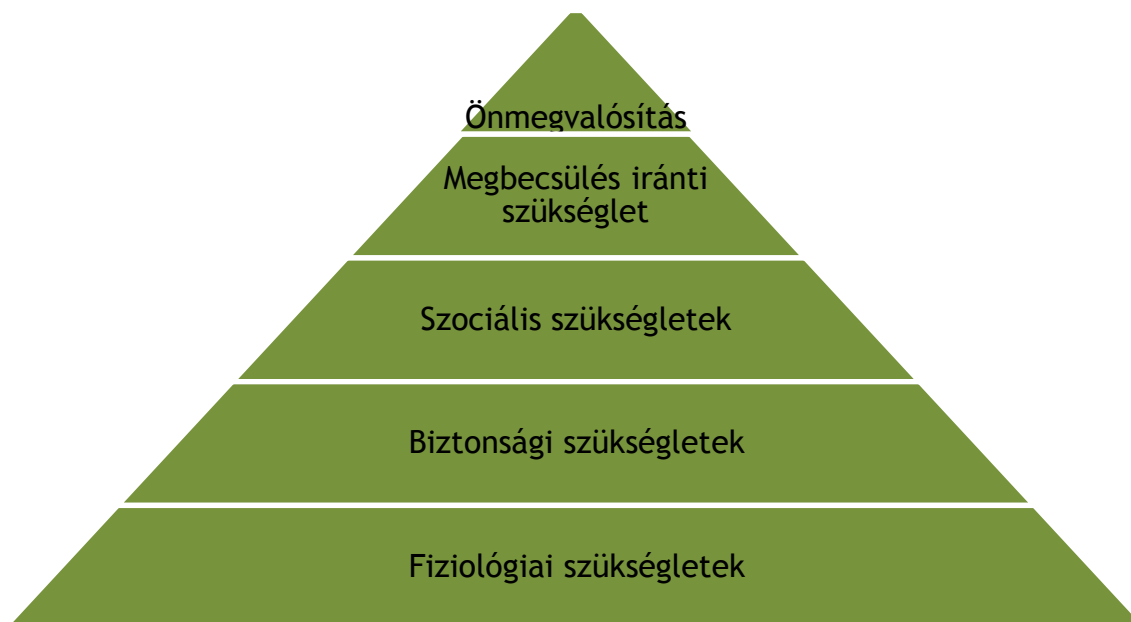 Önmegvalósítás
Megbecsülés iránti
szükséglet
Szociális szükségletek
Biztonsági szükségletek
Fiziológiai szükségletek